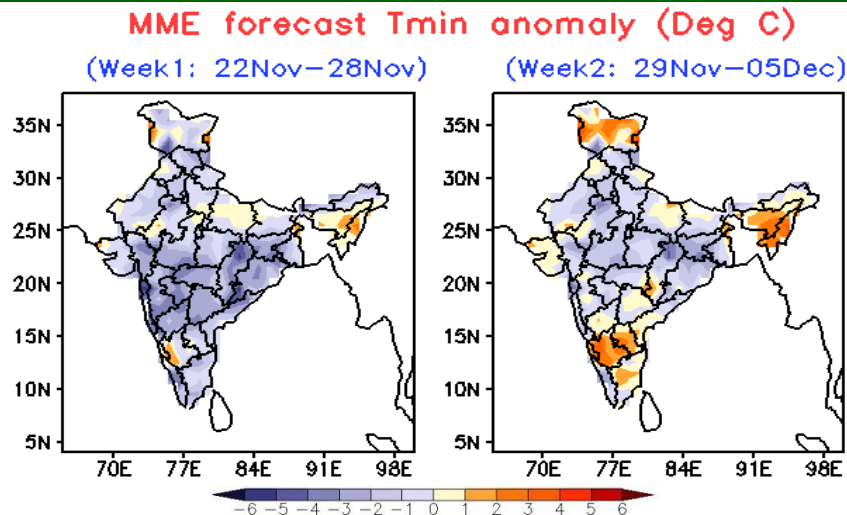 MME forecast Tmin anomaly (Deg C)
(Week1: 22Nov–28Nov)
(Week2: 29Nov–05Dec)
35N
30N
25N
20N
15N
10N
5N
70E 77E 84E 91E 98E
35N
30N
25N
20N
15N
10N
5N
70E 77E 84E 91E 98E
−6 −5 −4 −3 −2 −1 0 1 2 3 4 5 6